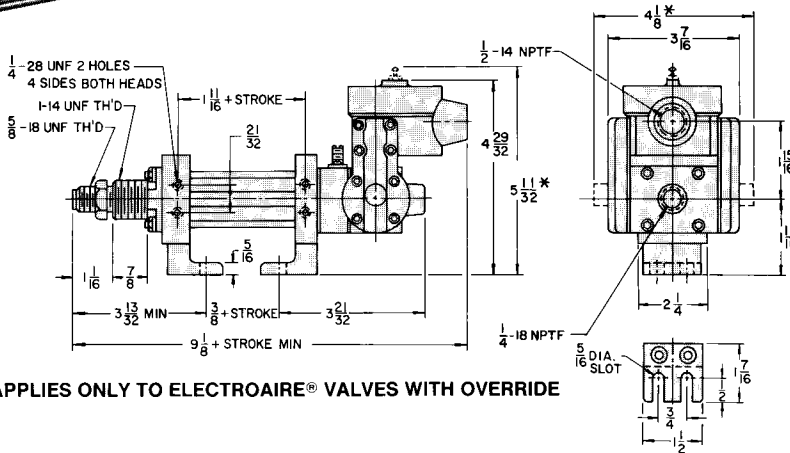 4 1/8 *
3 7/16
1/2 -14 NPTF
1/4 -28 UNF 2 HOLES
4 SIDES BOTH HEADS
1-14 UNF TH'D
5/8 -18 UNF TH'D
1 11/16 + STROKE
21/32
4 29/32
5 11/32 *
5/16
1 1/16
7/8
3 13/32 MIN
3/8 + STROKE
3 21/32
9 1/8 + STROKE MIN
2 1/4
1/4 -18 NPTF
5/16 DIA.
SLOT
1 7/16
1/2
3/4
1 1/2
APPLIES ONLY TO ELECTROAIRE® VALVES WITH OVERRIDE